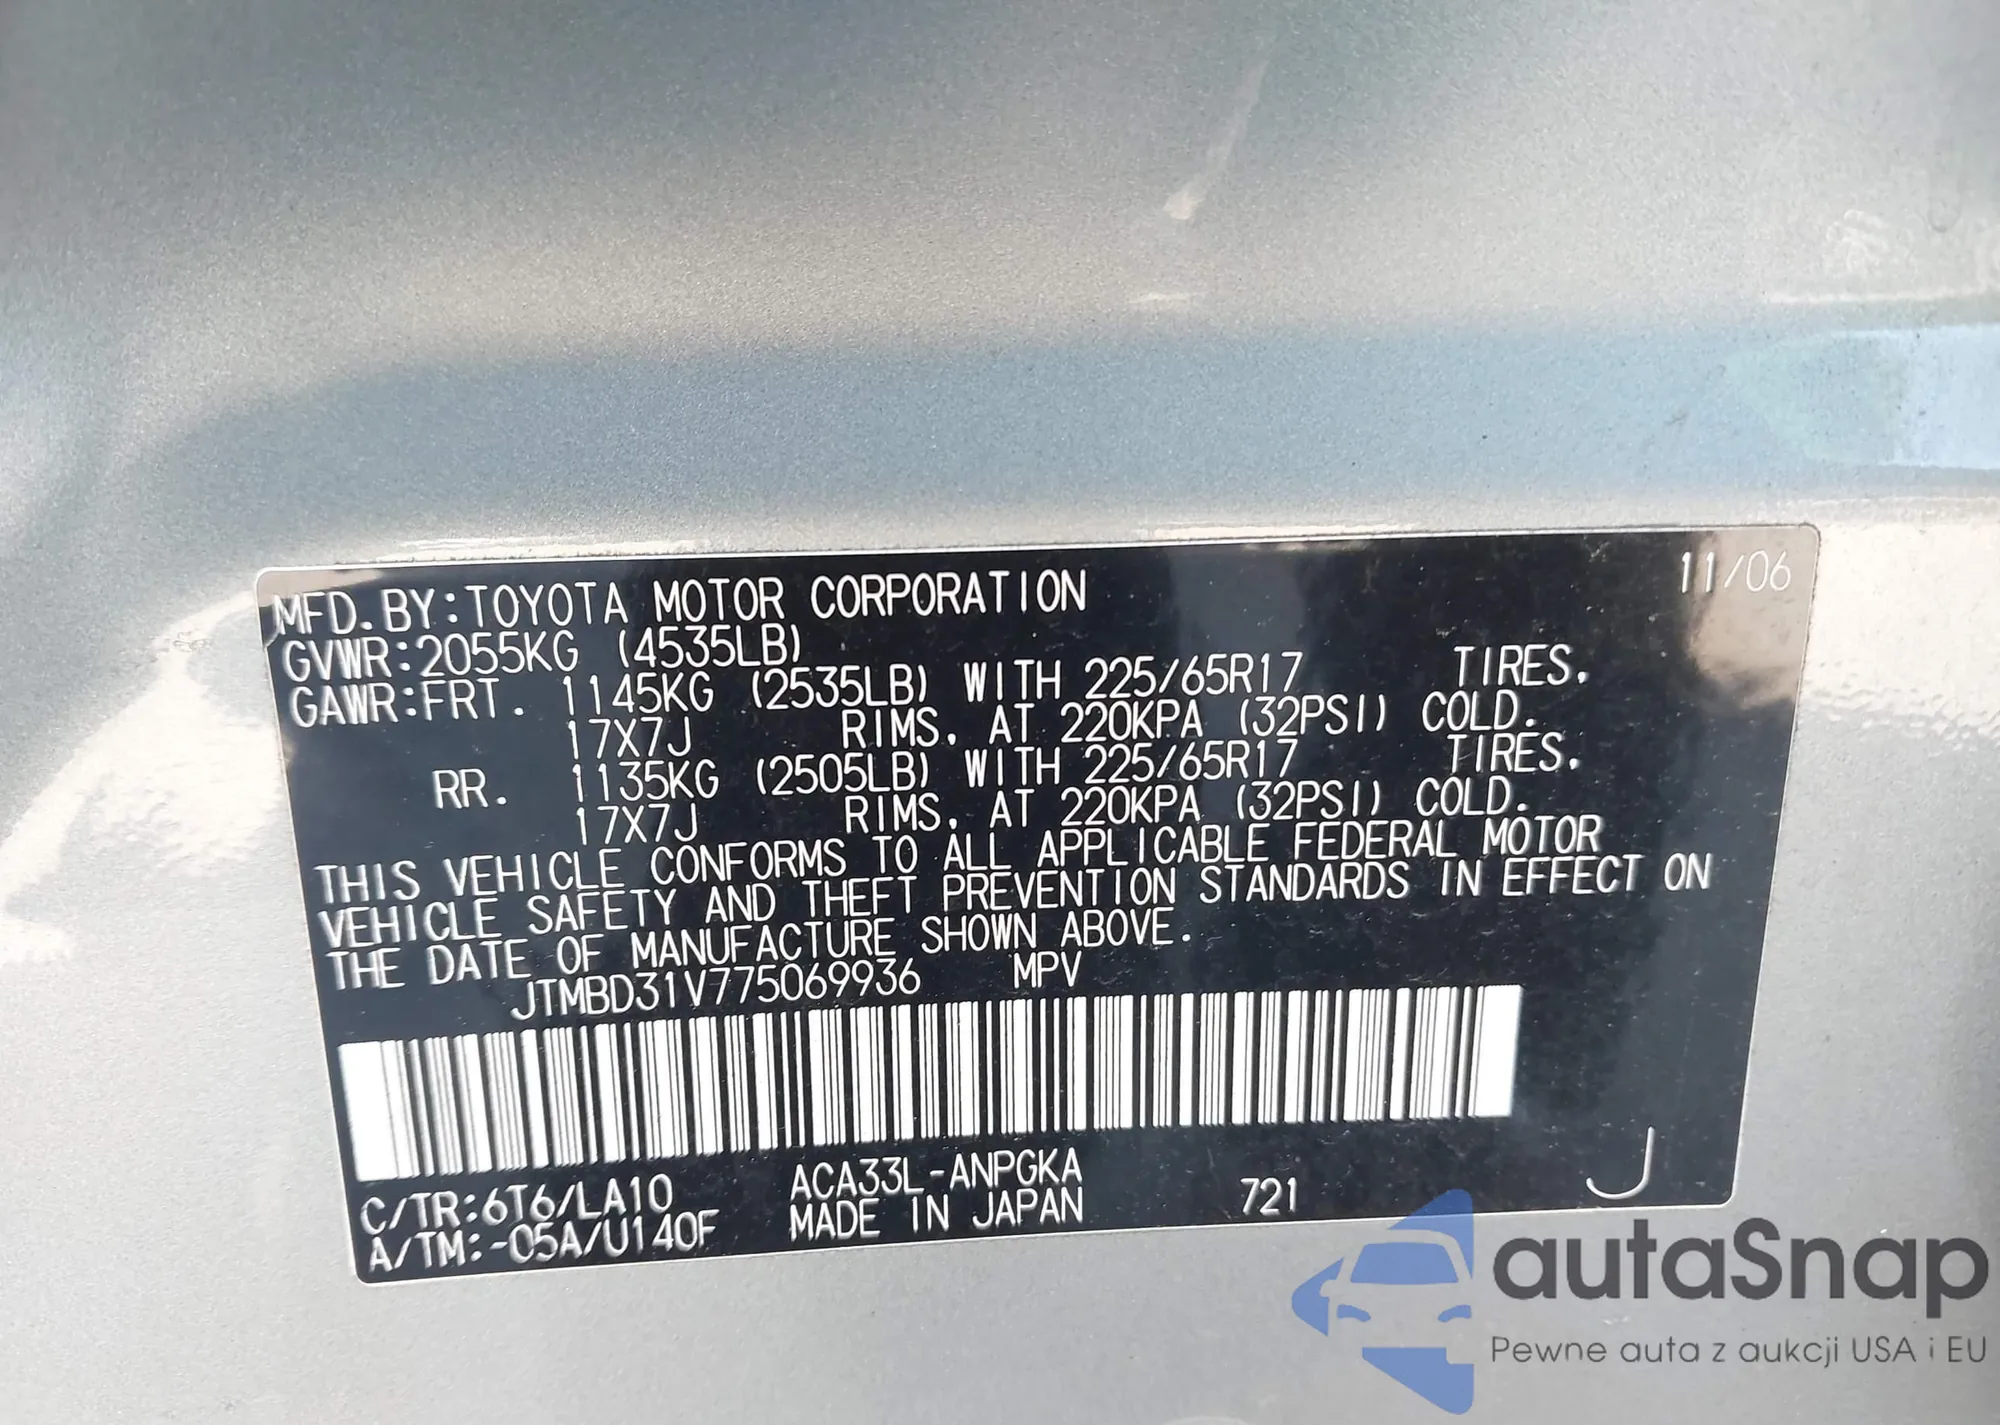 11/06
MFD. BY:TOYOTA MOTOR CORPORATION
GVWR:2055KG (4535LB)
GAWR:FRT. 1145KG (2535LB) WITH 225/65R17 TIRES,
17X7J RIMS, AT 220KPA (32PSI) COLD.
RR. 1135KG (2505LB) WITH 225/65R17 TIRES,
17X7J RIMS, AT 220KPA (32PSI) COLD.
THIS VEHICLE CONFORMS TO ALL APPLICABLE FEDERAL MOTOR
VEHICLE SAFETY AND THEFT PREVENTION STANDARDS IN EFFECT ON
THE DATE OF MANUFACTURE SHOWN ABOVE.
JTMBD31V775069936 MPV
C/TR:6T6/LA10 ACA33L-ANPGKA
A/TM:-05A/U140F MADE IN JAPAN 721 J
autaSnap
Pewne auta z aukcji USA i EU